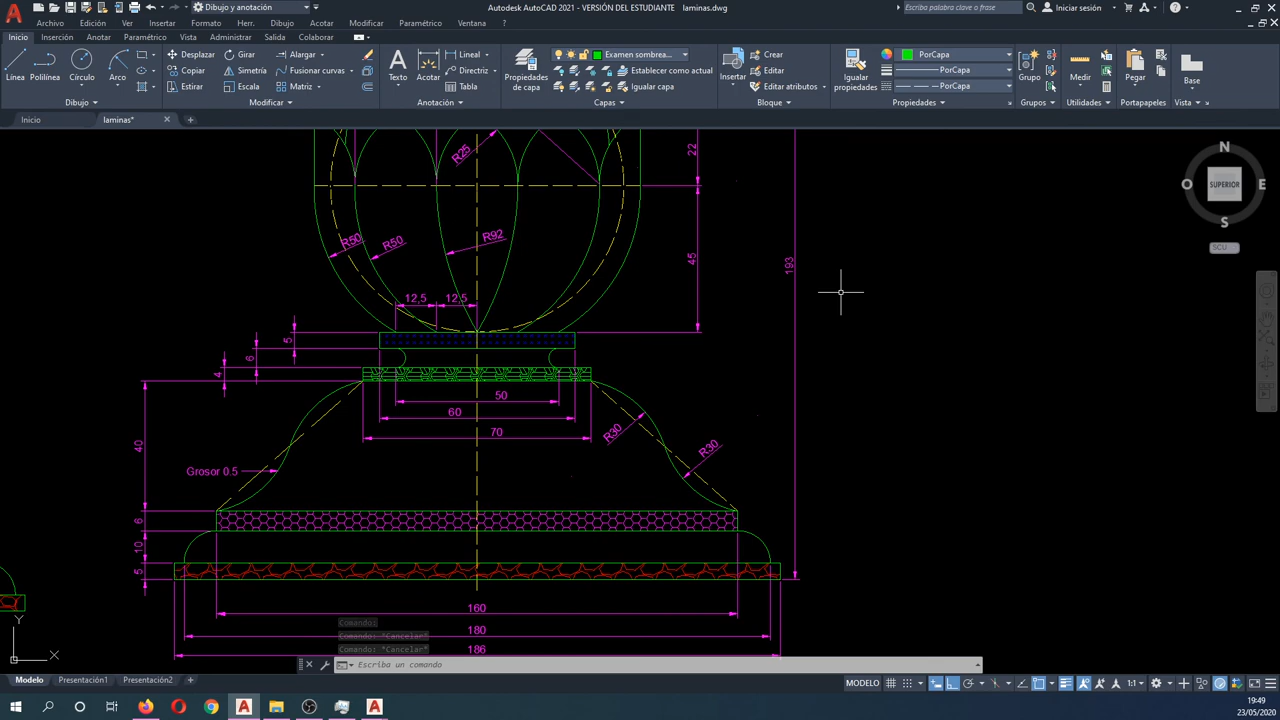 Dibujo y anotación
Autodesk AutoCAD 2021 - VERSIÓN DEL ESTUDIANTE laminas.dwg
Escriba palabra clave o frase
Iniciar sesión
Archivo Edición Ver Insertar Formato Herr. Dibujo Acotar Modificar Paramétrico Ventana ?
Inicio Inserción Anotar Paramétrico Vista Administrar Salida Colaborar
Línea Polilínea Círculo Arco
Desplazar Girar Alargar
Copiar Simetría Fusionar curvas
Estirar Escala Matriz
Texto Acotar
Lineal
Directriz
Tabla
Propiedades de capa
Examen sombrea...
Establecer como actual
Igualar capa
Insertar
Crear
Editar
Editar atributos
Igualar propiedades
PorCapa
PorCapa
PorCapa
Grupo
Medir
Pegar
Base
Dibujo Modificar Anotación Capas Bloque Propiedades Grupos Utilidades Portapapeles Vista
Inicio laminas*
N
O SUPERIOR E
S
SCU
R25
22
R50
R50
R92
45
193
12,5 12,5
5
6
4
50
60
70
40
R30
R30
Grosor 0.5
6
10
5
160
180
186
Y
X
Comando:
Comando: *Cancelar*
Comando: *Cancelar*
Escriba un comando
Modelo Presentación1 Presentación2
MODELO
1:1
19:49
23/05/2020